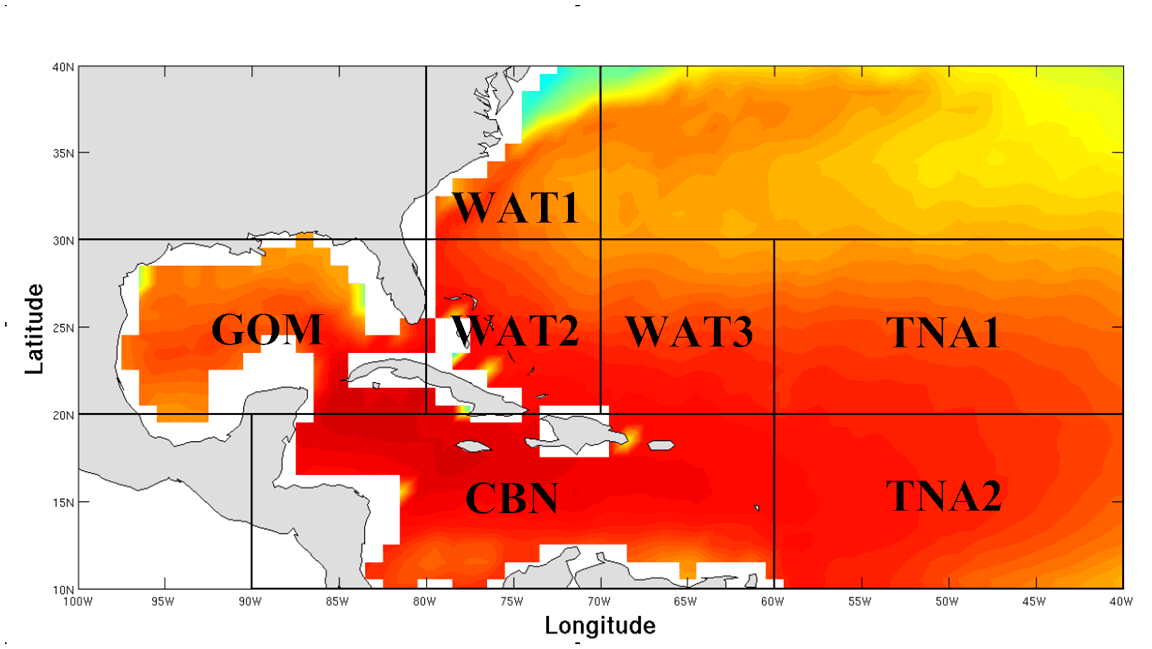 40N
35N
WAT1
30N
GOM
WAT2
WAT3
TNA1
25N
Latitude
20N
CBN
TNA2
15N
10N
100W 95W 90W 85W 80W 75W 70W 65W 60W 55W 50W 45W 40W
Longitude